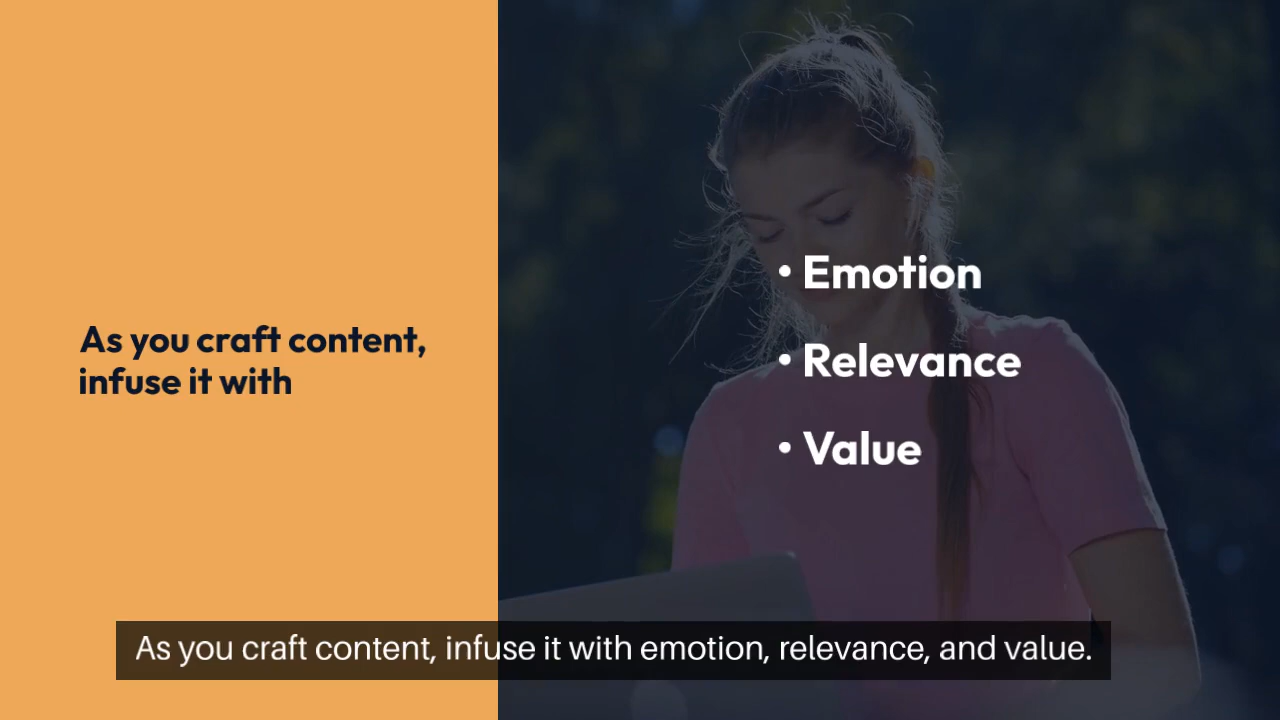 As you craft content,
infuse it with
• Emotion
• Relevance
• Value
As you craft content, infuse it with emotion, relevance, and value.